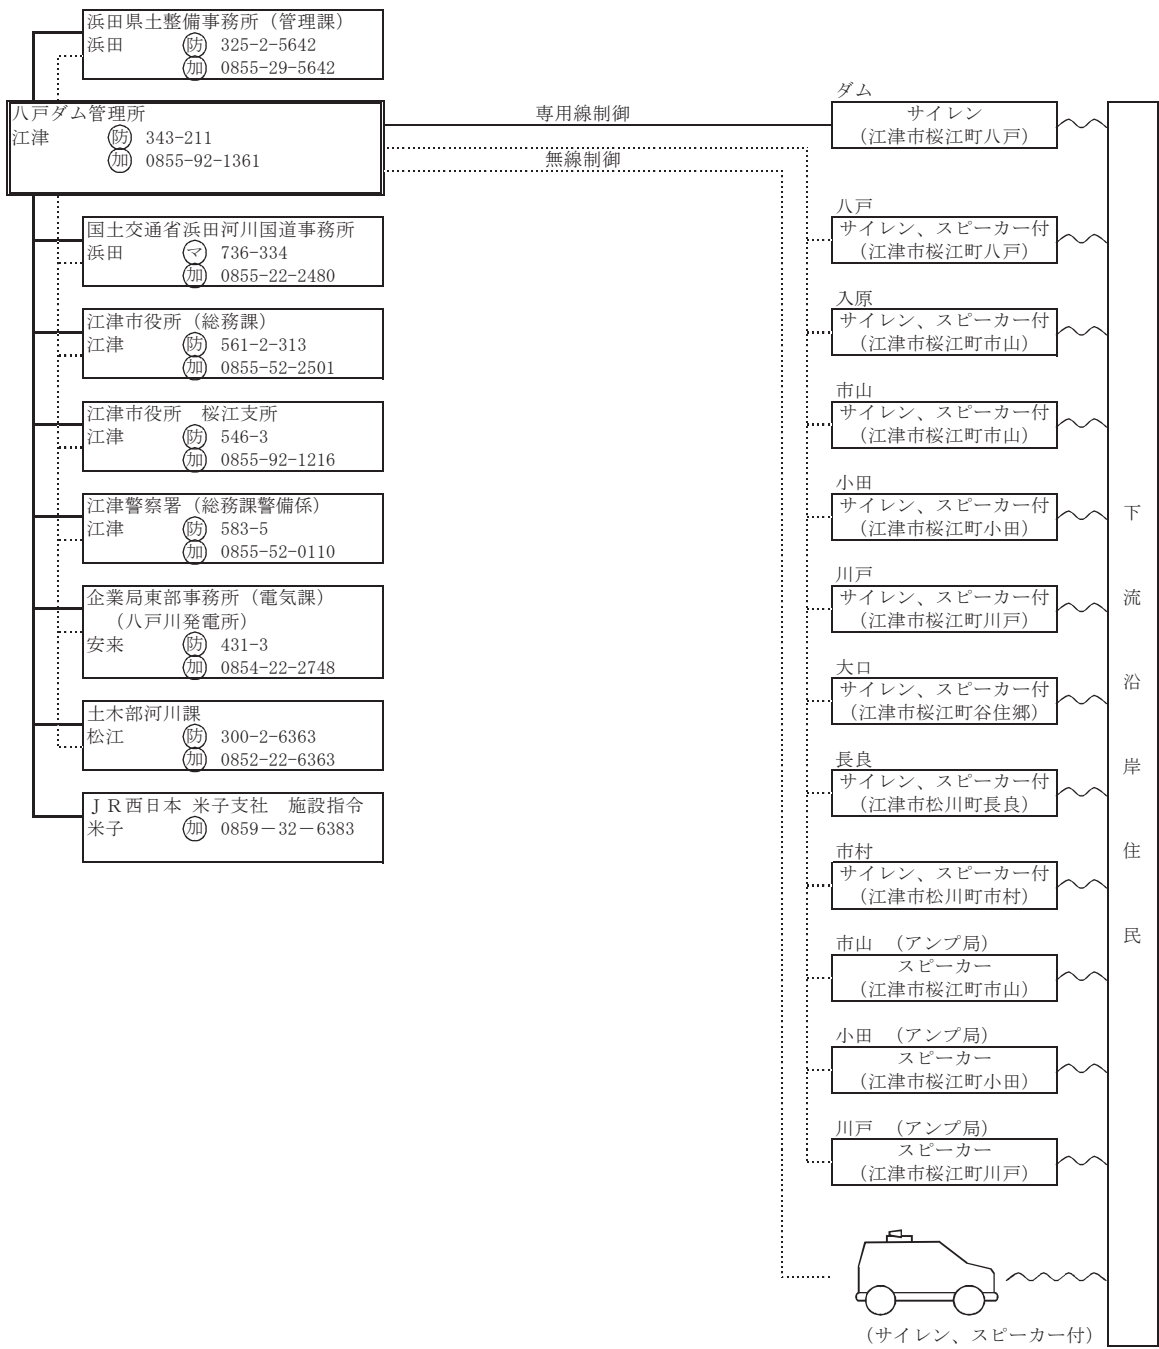 浜田県土整備事務所（管理課）
浜田 防 325-2-5642
加 0855-29-5642
八戸ダム管理所
江津 防 343-211
加 0855-92-1361
国土交通省浜田河川国道事務所
浜田 マ 736-334
加 0855-22-2480
江津市役所（総務課）
江津 防 561-2-313
加 0855-52-2501
江津市役所　桜江支所
江津 防 546-3
加 0855-92-1216
江津警察署（総務課警備係）
江津 防 583-5
加 0855-52-0110
企業局東部事務所（電気課）
（八戸川発電所）
安来 防 431-3
加 0854-22-2748
土木部河川課
松江 防 300-2-6363
加 0852-22-6363
ＪＲ西日本 米子支社　施設指令
米子 加 0859－32－6383
専用線制御
無線制御
ダム
サイレン
（江津市桜江町八戸）
八戸
サイレン、スピーカー付
（江津市桜江町八戸）
入原
サイレン、スピーカー付
（江津市桜江町市山）
市山
サイレン、スピーカー付
（江津市桜江町市山）
小田
サイレン、スピーカー付
（江津市桜江町小田）
川戸
サイレン、スピーカー付
（江津市桜江町川戸）
大口
サイレン、スピーカー付
（江津市桜江町谷住郷）
長良
サイレン、スピーカー付
（江津市松川町長良）
市村
サイレン、スピーカー付
（江津市松川町市村）
市山　（アンプ局）
スピーカー
（江津市桜江町市山）
小田　（アンプ局）
スピーカー
（江津市桜江町小田）
川戸　（アンプ局）
スピーカー
（江津市桜江町川戸）
（サイレン、スピーカー付）
下流沿岸住民